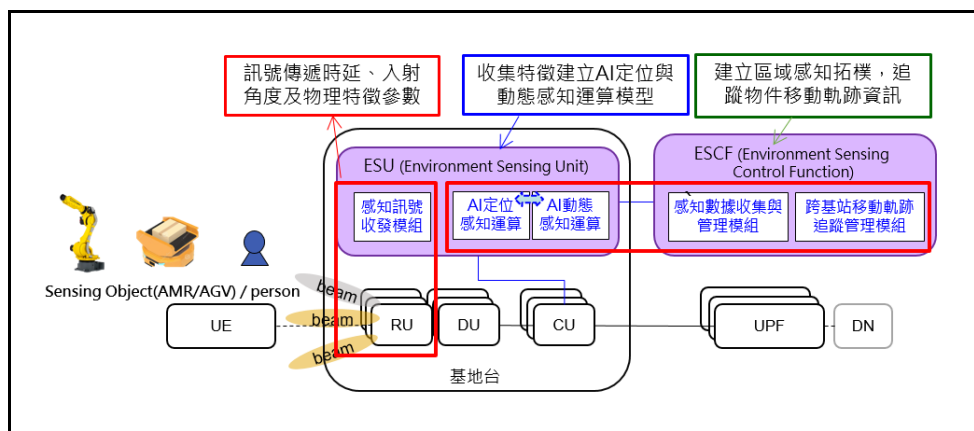 訊號傳遞時延、入射
角度及物理特徵參數
收集特徵建立AI定位與
動態感知運算模型
建立區域感知拓樸，追
蹤物件移動軌跡資訊
ESU (Environment Sensing Unit)
ESCF (Environment Sensing
Control Function)
感知訊號
收發模組
AI定位
感知運算
AI動態
感知運算
感知數據收集與
管理模組
跨基站移動軌跡
追蹤管理模組
Sensing Object(AMR/AGV) / person
beam
beam
beam
UE
RU
DU
CU
UPF
DN
基地台